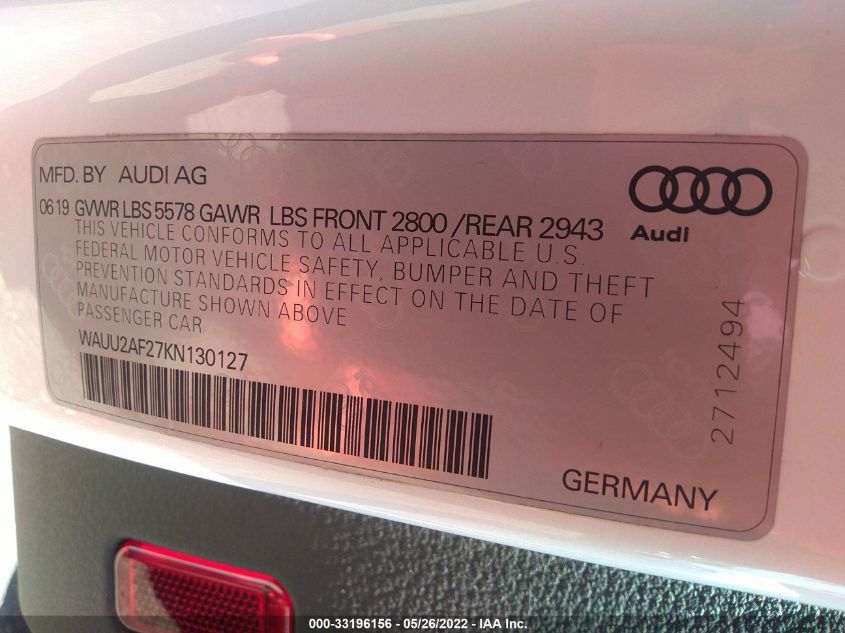 MFD. BY AUDI AG
0619 GVWR LBS 5578 GAWR LBS FRONT 2800 / REAR 2943
Audi
THIS VEHICLE CONFORMS TO ALL APPLICABLE U.S.
FEDERAL MOTOR VEHICLE SAFETY, BUMPER AND THEFT
PREVENTION STANDARDS IN EFFECT ON THE DATE OF
MANUFACTURE SHOWN ABOVE
PASSENGER CAR
WAUU2AF27KN130127
2712494
GERMANY
000-33196156 - 05/26/2022 - IAA Inc.